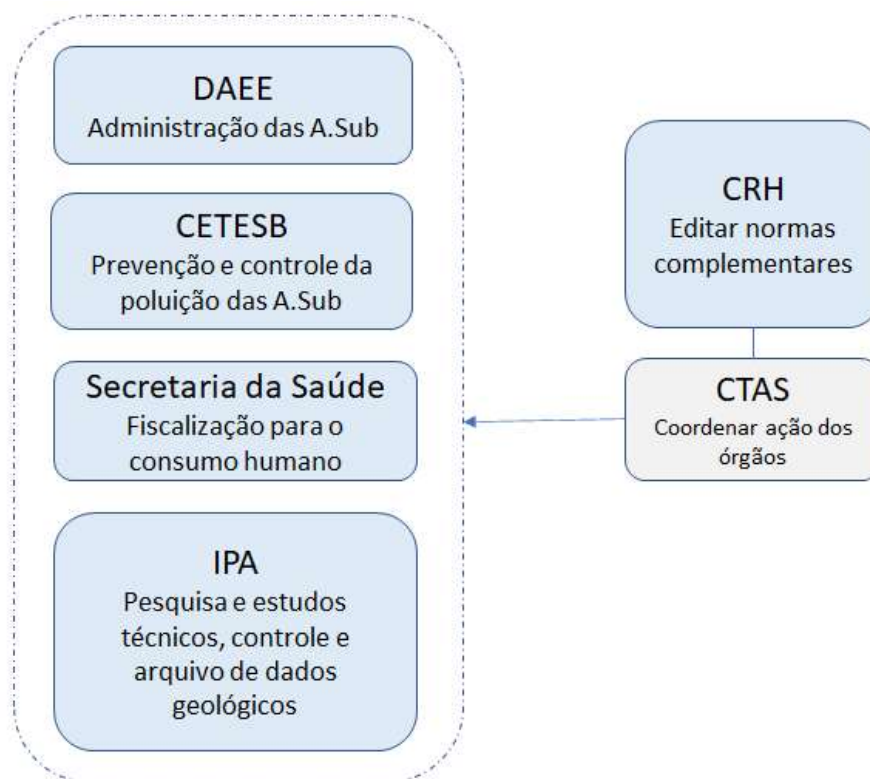 DAEE
Administração das A.Sub
CETESB
Prevenção e controle da
poluição das A.Sub
Secretaria da Saúde
Fiscalização para o
consumo humano
IPA
Pesquisa e estudos
técnicos, controle e
arquivo de dados
geológicos
CRH
Editar normas
complementares
CTAS
Coordenar ação dos
órgãos